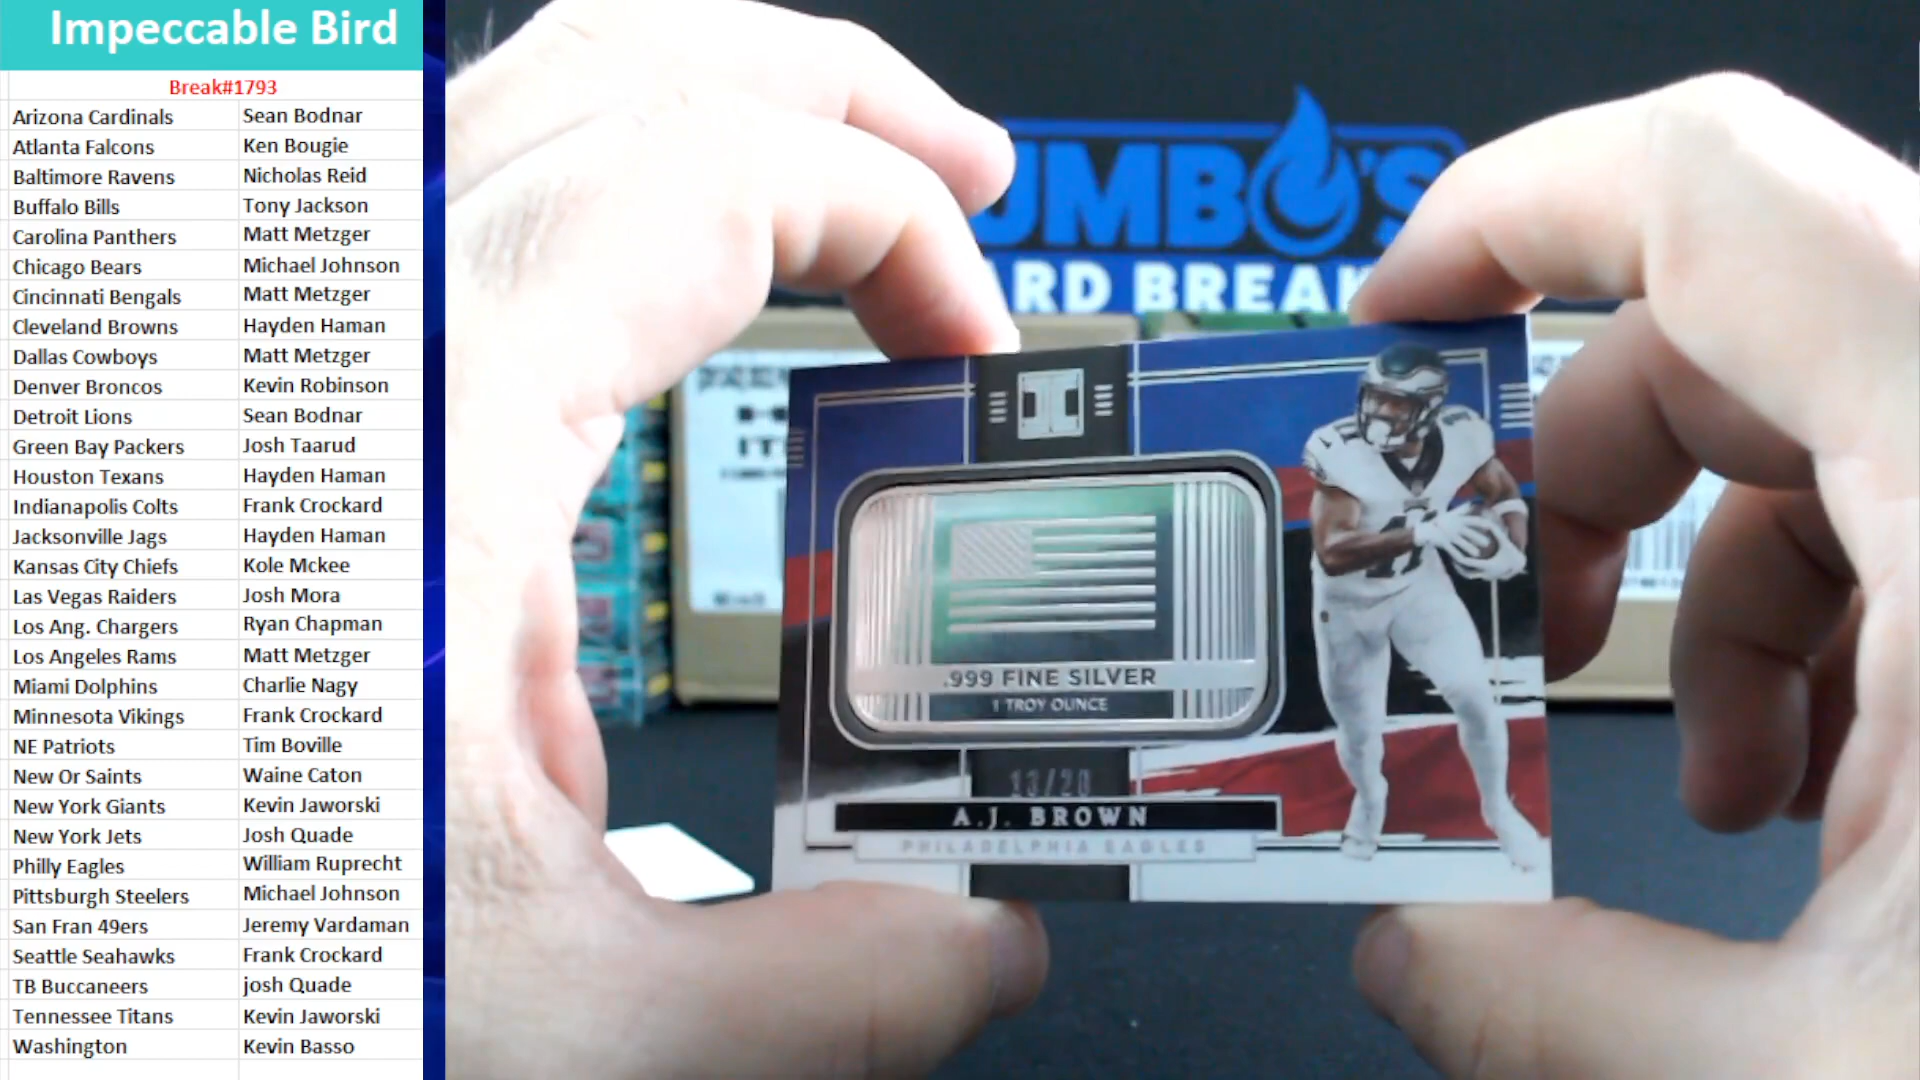 Impeccable Bird
Break#1793
Arizona Cardinals Sean Bodnar
Atlanta Falcons Ken Bougie
Baltimore Ravens Nicholas Reid
Buffalo Bills Tony Jackson
Carolina Panthers Matt Metzger
Chicago Bears Michael Johnson
Cincinnati Bengals Matt Metzger
Cleveland Browns Hayden Haman
Dallas Cowboys Matt Metzger
Denver Broncos Kevin Robinson
Detroit Lions Sean Bodnar
Green Bay Packers Josh Taarud
Houston Texans Hayden Haman
Indianapolis Colts Frank Crockard
Jacksonville Jags Hayden Haman
Kansas City Chiefs Kole Mckee
Las Vegas Raiders Josh Mora
Los Ang. Chargers Ryan Chapman
Los Angeles Rams Matt Metzger
Miami Dolphins Charlie Nagy
Minnesota Vikings Frank Crockard
NE Patriots Tim Boville
New Or Saints Waine Caton
New York Giants Kevin Jaworski
New York Jets Josh Quade
Philly Eagles William Ruprecht
Pittsburgh Steelers Michael Johnson
San Fran 49ers Jeremy Vardaman
Seattle Seahawks Frank Crockard
TB Buccaneers josh Quade
Tennessee Titans Kevin Jaworski
Washington Kevin Basso
UMBO'S
ARD BREAK
.999 FINE SILVER
1 TROY OUNCE
13/20
A.J. BROWN
PHILADELPHIA EAGLES